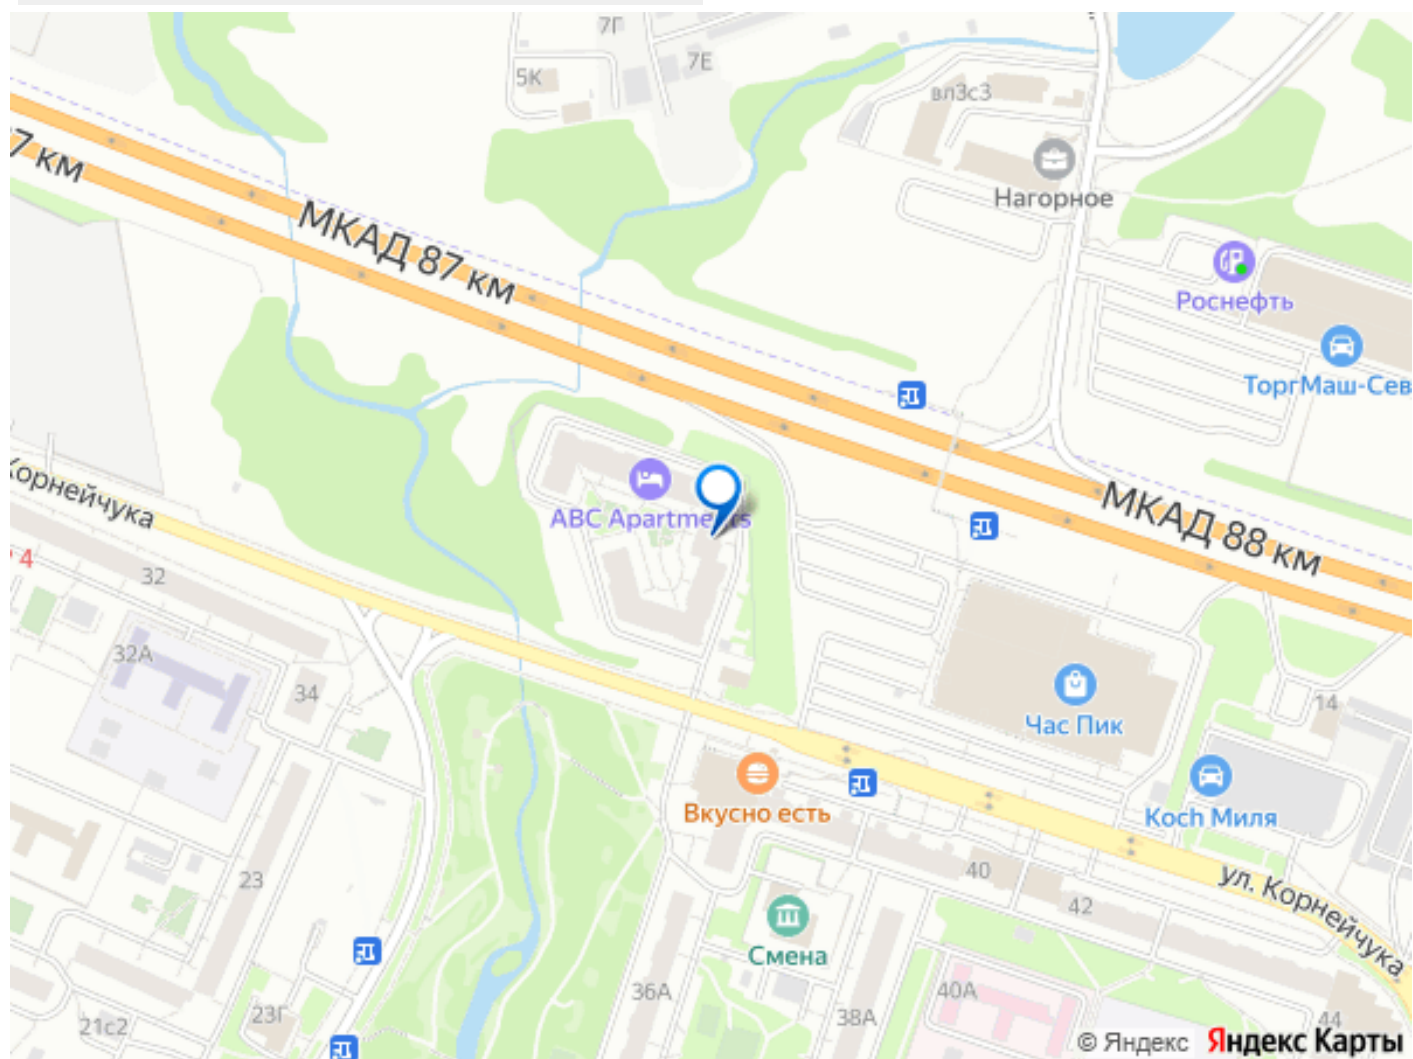 7Г
7Е
5К
вл3с3
7 км
МКАД 87 км
Нагорное
Роснефть
ТоргМаш-Сев
Корнейчука
ABC Apartments
МКАД 88 км
4
32
32А
34
14
Час Пик
Koch Миля
Вкусно есть
ул. Корнейчука
40
42
23
Смена
36А
38А
40А
44
21с2
23Г
© Яндекс Яндекс Карты